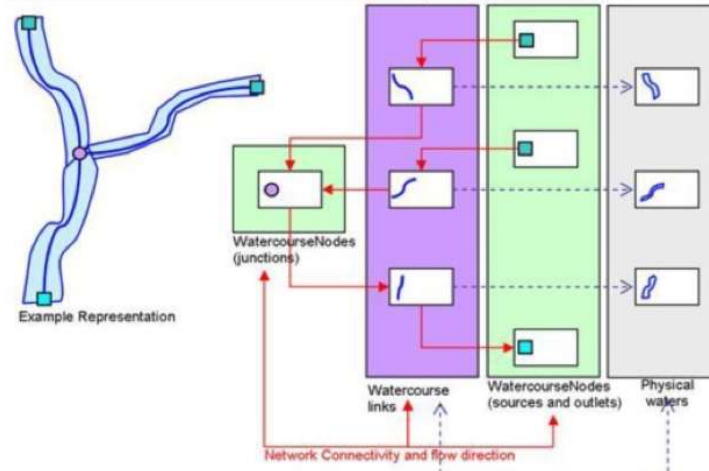 WatercourseNodes
(junctions)
Example Representation
Watercourse
links
WatercourseNodes
(sources and outlets)
Physical
waters
Network Connectivity and flow direction